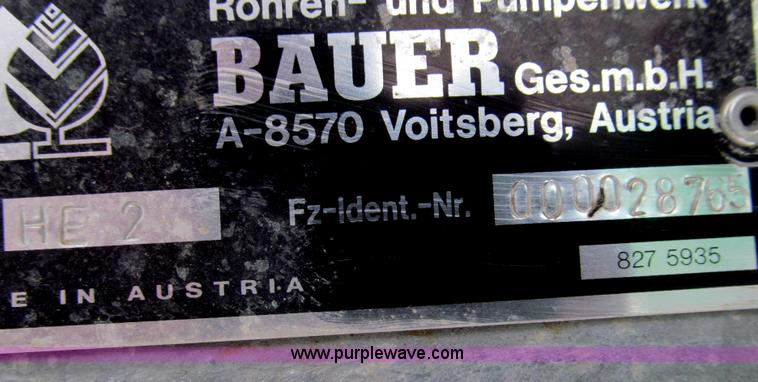 Röhren- und Pumpenwerk
BAUER Ges.m.b.H.
A-8570 Voitsberg, Austria
HE 2
Fz-Ident.-Nr. 000028765
827 5935
E IN AUSTRIA
www.purplewave.com